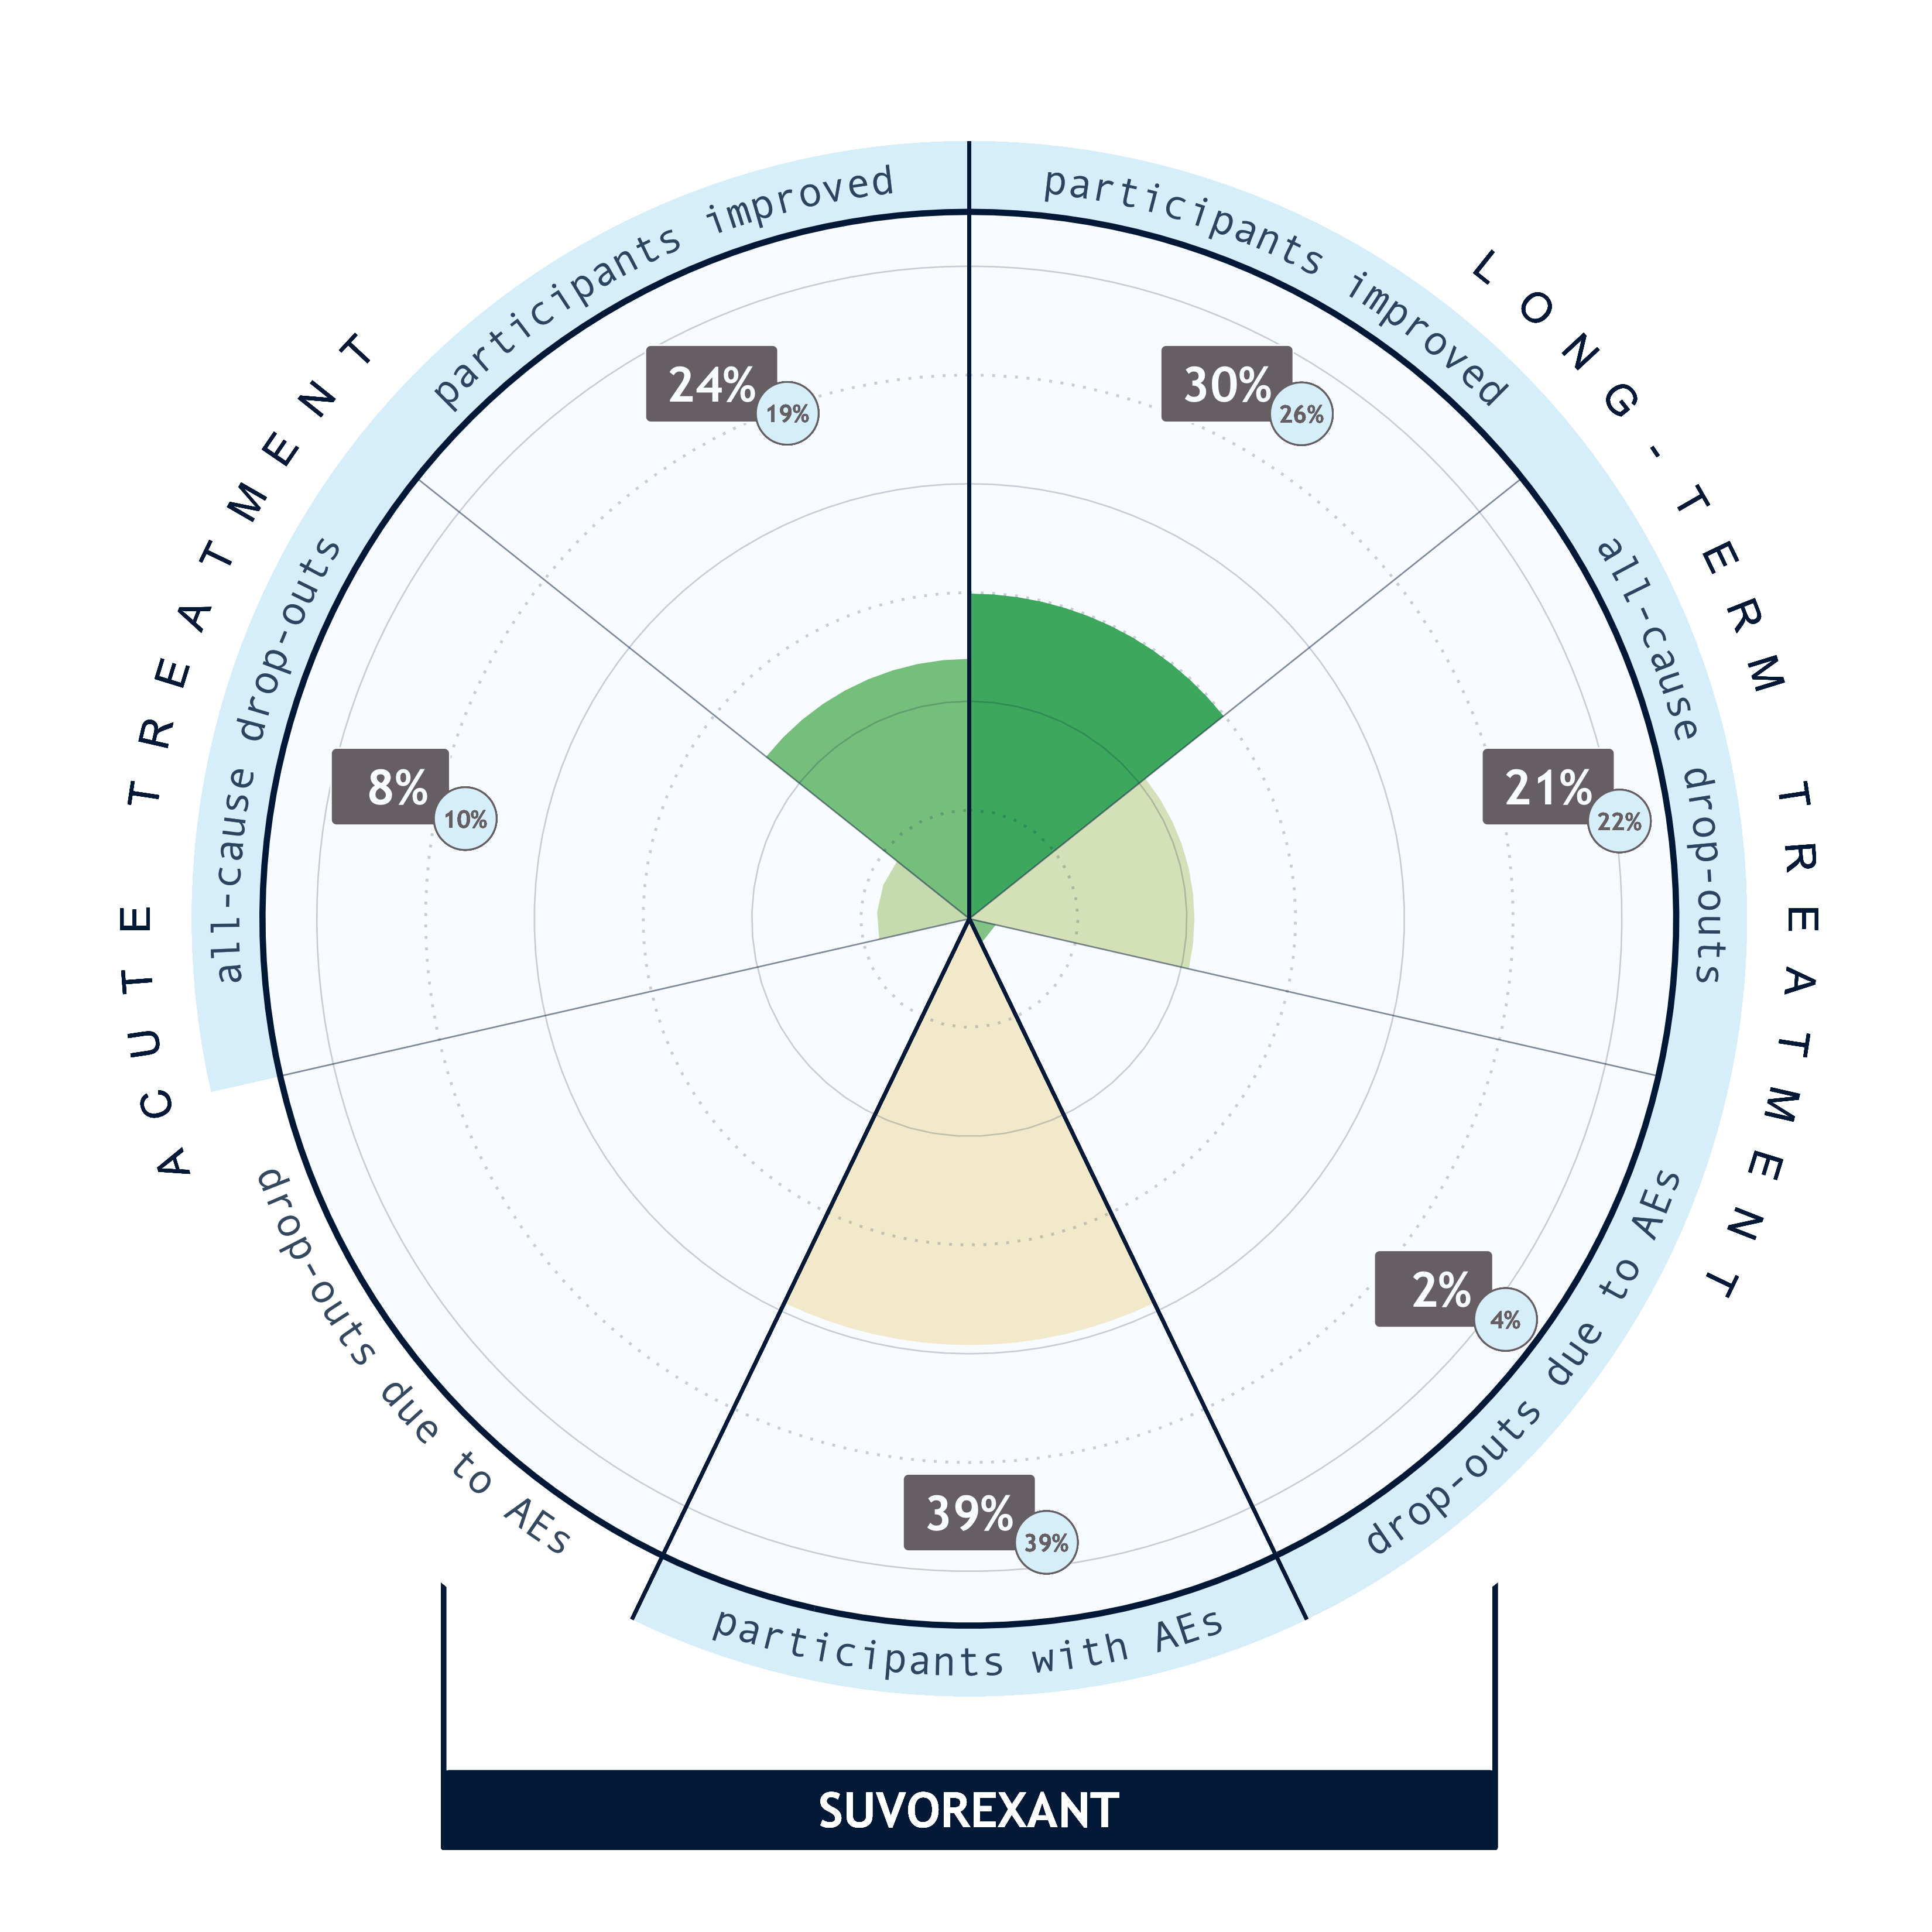 ACUTE TREATMENT
LONG-TERM TREATMENT
participants improved
participants improved
24%
19%
30%
26%
all-cause drop-outs
all-cause drop-outs
8%
10%
21%
22%
drop-outs due to AEs
drop-outs due to AEs
2%
4%
39%
39%
participants with AEs
SUVOREXANT